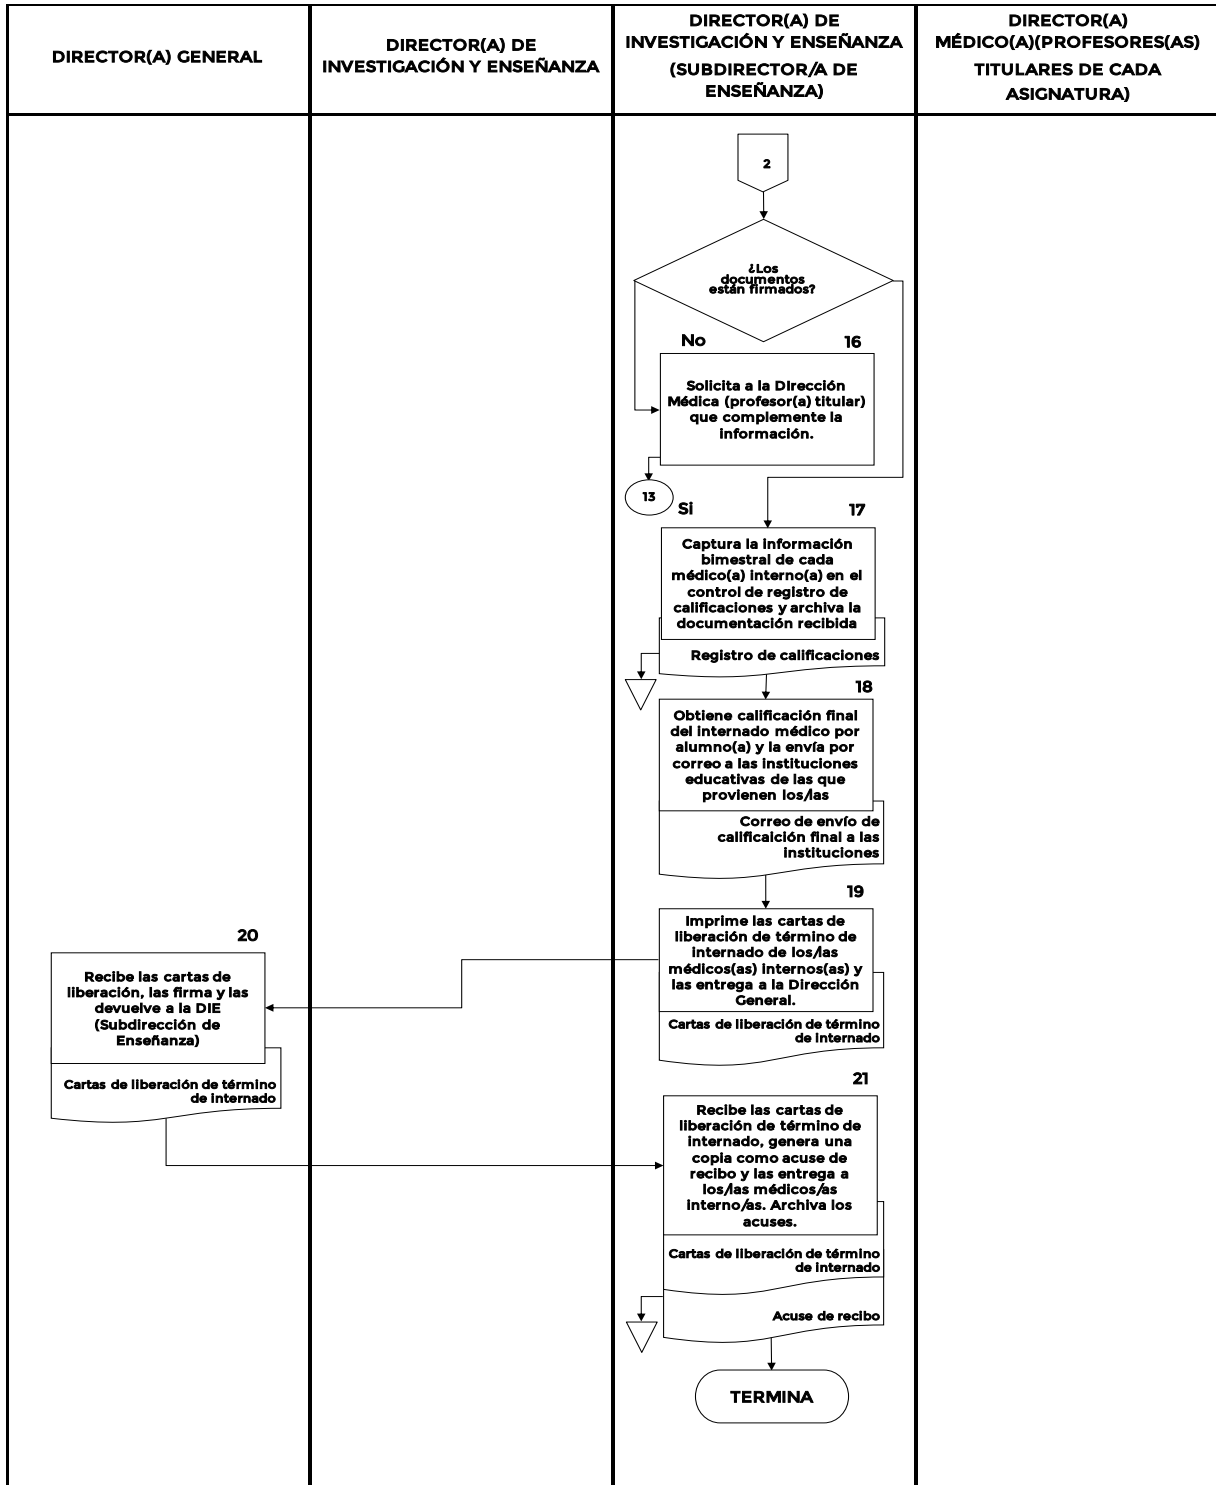 DIRECTOR(A) GENERAL
DIRECTOR(A) DE
INVESTIGACIÓN Y ENSEÑANZA
DIRECTOR(A) DE
INVESTIGACIÓN Y ENSEÑANZA
(SUBDIRECTOR/A DE
ENSEÑANZA)
DIRECTOR(A)
MÉDICO(A)(PROFESORES(AS)
TITULARES DE CADA
ASIGNATURA)
2
¿Los
documentos
están firmados?
No
16
Solicita a la DIrección
Médica (profesor(a) titular)
que complemente la
información.
13
Si
17
Captura la información
bimestral de cada
médico(a) interno(a) en el
control de registro de
calificaciones y archiva la
documentación recibida
Registro de calificaciones
18
Obtiene calificación final
del internado médico por
alumno(a) y la envía por
correo a las instituciones
educativas de las que
provienen los/las
Correo de envío de
calificaición final a las
instituciones
19
Imprime las cartas de
liberación de término de
internado de los/las
médicos(as) internos(as) y
las entrega a la Dirección
General.
Cartas de liberación de término
de internado
20
Recibe las cartas de
liberación, las firma y las
devuelve a la DIE
(Subdirección de
Enseñanza)
Cartas de liberación de término
de internado
21
Recibe las cartas de
liberación de término de
internado, genera una
copia como acuse de
recibo y las entrega a
los/las médicos/as
interno/as. Archiva los
acuses.
Cartas de liberación de término
de internado
Acuse de recibo
TERMINA